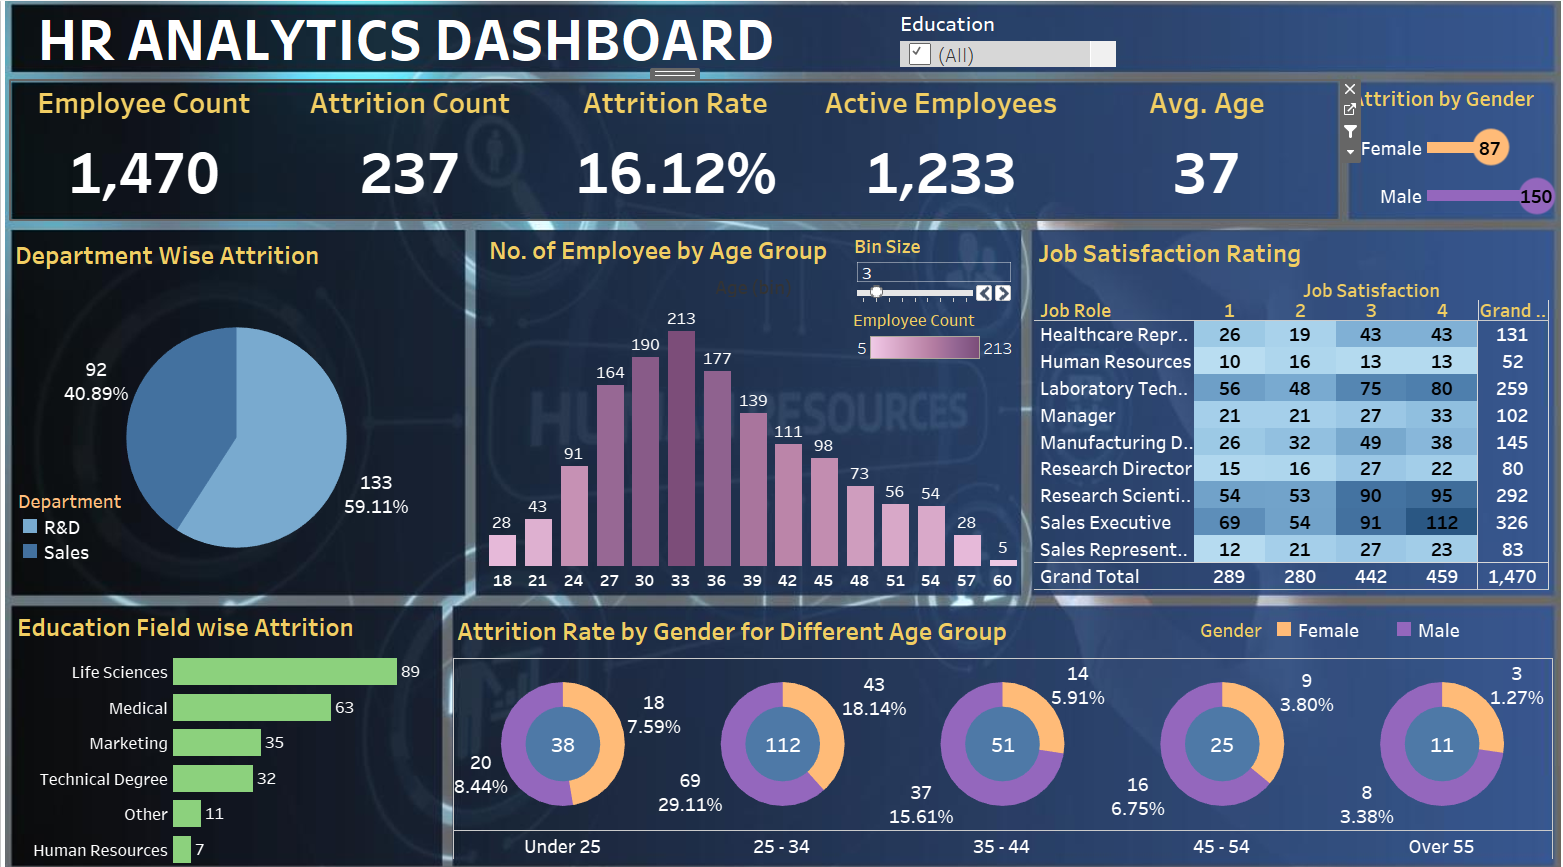 HR ANALYTICS DASHBOARD
Education
(All)
Employee Count
Attrition Count
Attrition Rate
Active Employees
Avg. Age
1,470
237
16.12%
1,233
37
ttrition by Gender
Female 87
Male 150
Department Wise Attrition
92
40.89%
133
59.11%
Department
R&D
Sales
No. of Employee by Age Group
Bin Size
3
Employee Count
5 213
28 43 91 164 190 213 177 139 111 98 73 56 54 28 5
18 21 24 27 30 33 36 39 42 45 48 51 54 57 60
Job Satisfaction Rating
Job Satisfaction
Job Role 1 2 3 4 Grand ..
Healthcare Repr.. 26 19 43 43 131
Human Resources 10 16 13 13 52
Laboratory Tech.. 56 48 75 80 259
Manager 21 21 27 33 102
Manufacturing D.. 26 32 49 38 145
Research Director 15 16 27 22 80
Research Scienti.. 54 53 90 95 292
Sales Executive 69 54 91 112 326
Sales Represent.. 12 21 27 23 83
Grand Total 289 280 442 459 1,470
Education Field wise Attrition
Life Sciences 89
Medical 63
Marketing 35
Technical Degree 32
Other 11
Human Resources 7
Attrition Rate by Gender for Different Age Group
Gender Female Male
18
7.59%
38
20
8.44%
43
18.14%
112
69
29.11%
14
5.91%
51
37
15.61%
9
3.80%
25
16
6.75%
3
1.27%
11
8
3.38%
Under 25
25 - 34
35 - 44
45 - 54
Over 55